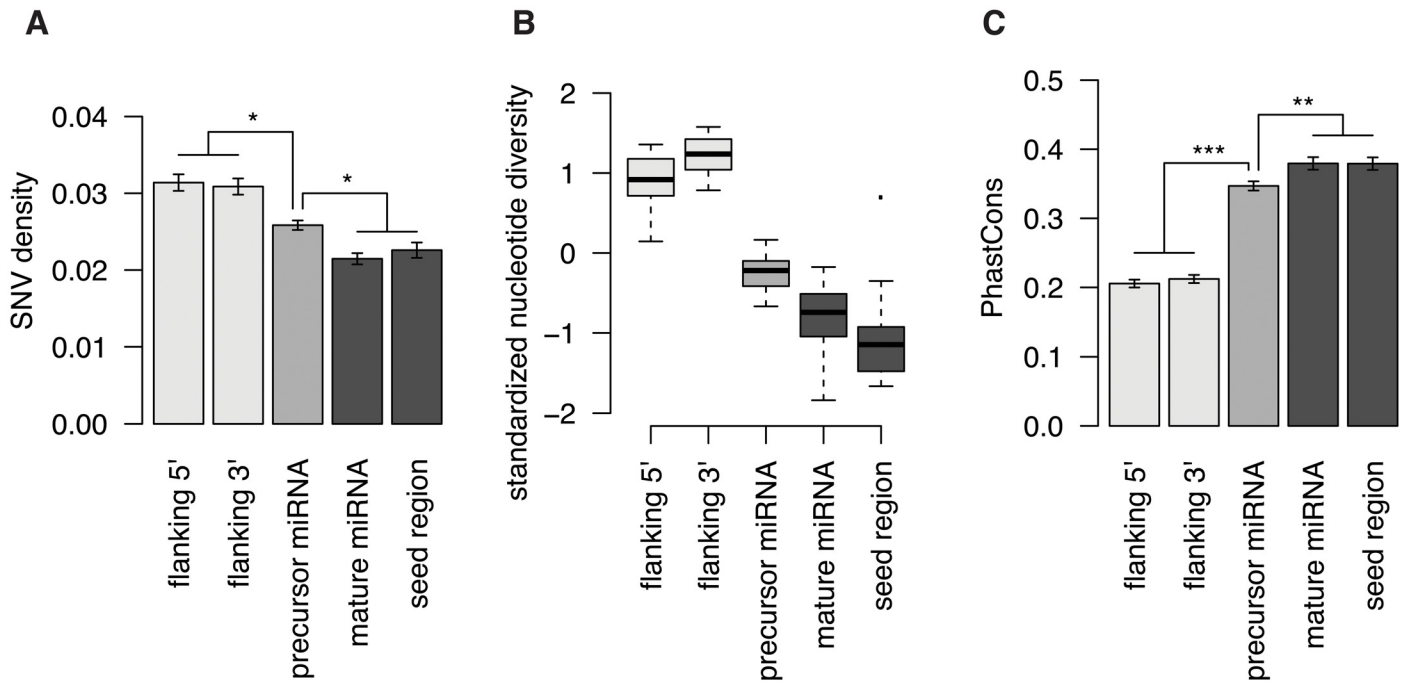 A
SNV density
0.04
0.03
0.02
0.01
0.00
*
*
flanking 5'
flanking 3'
precursor miRNA
mature miRNA
seed region
B
standardized nucleotide diversity
2
1
0
−1
−2
flanking 5'
flanking 3'
precursor miRNA
mature miRNA
seed region
C
PhastCons
0.5
0.4
0.3
0.2
0.1
0.0
***
**
flanking 5'
flanking 3'
precursor miRNA
mature miRNA
seed region